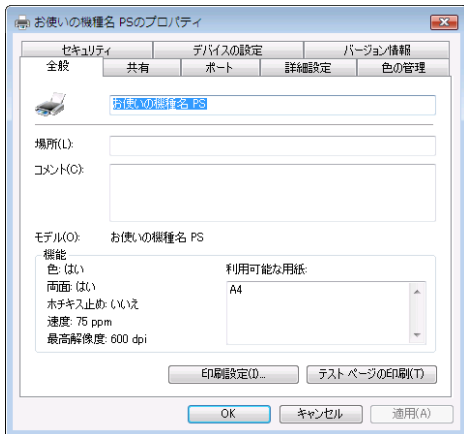 お使いの機種名 PSのプロパティ
セキュリティ デバイスの設定 バージョン情報
全般 共有 ポート 詳細設定 色の管理
お使いの機種名 PS
場所(L):
コメント(C):
モデル(O): お使いの機種名 PS
機能
色: はい 利用可能な用紙:
両面: はい A4
ホチキス止め: いいえ
速度: 75 ppm
最高解像度: 600 dpi
印刷設定(I)... テスト ページの印刷(T)
OK キャンセル 適用(A)